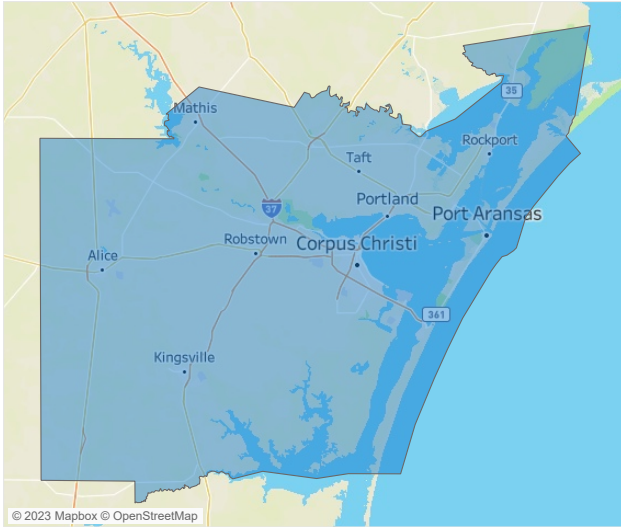 Mathis
35
Rockport
Taft
Portland
37
Port Aransas
Robstown
Corpus Christi
Alice
361
Kingsville
© 2023 Mapbox © OpenStreetMap